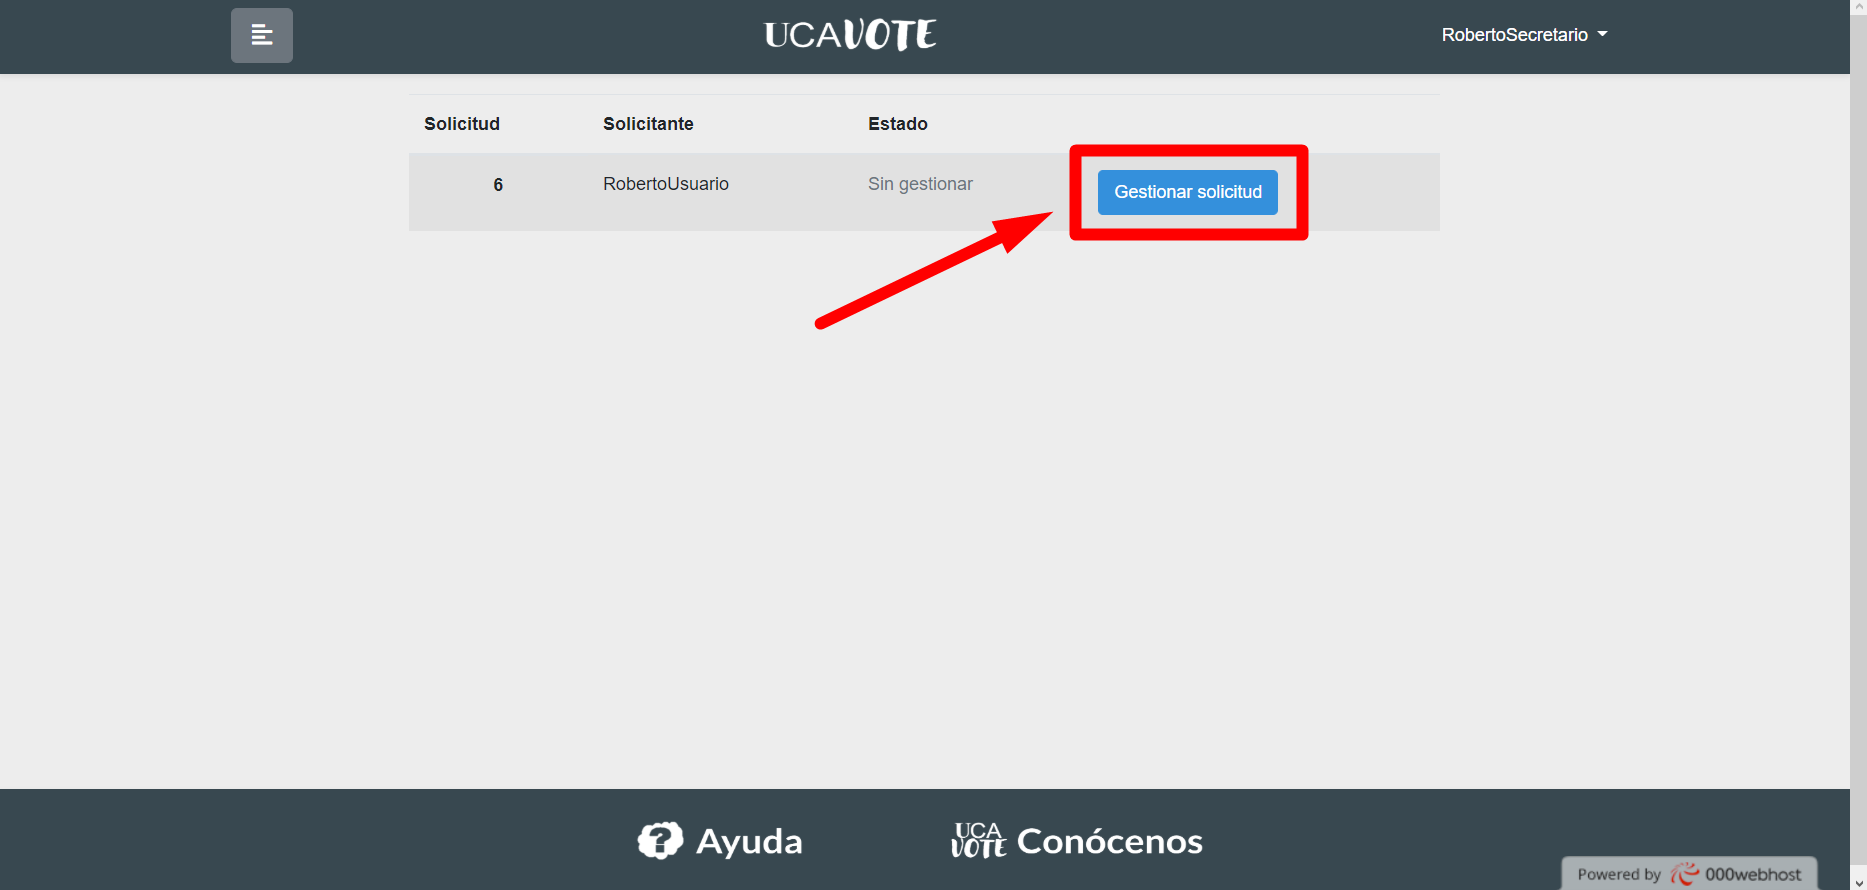 UCAVOTE
RobertoSecretario
Solicitud Solicitante Estado
6 RobertoUsuario Sin gestionar Gestionar solicitud
Ayuda
UCA
VOTE
Conócenos
Powered by 000webhost